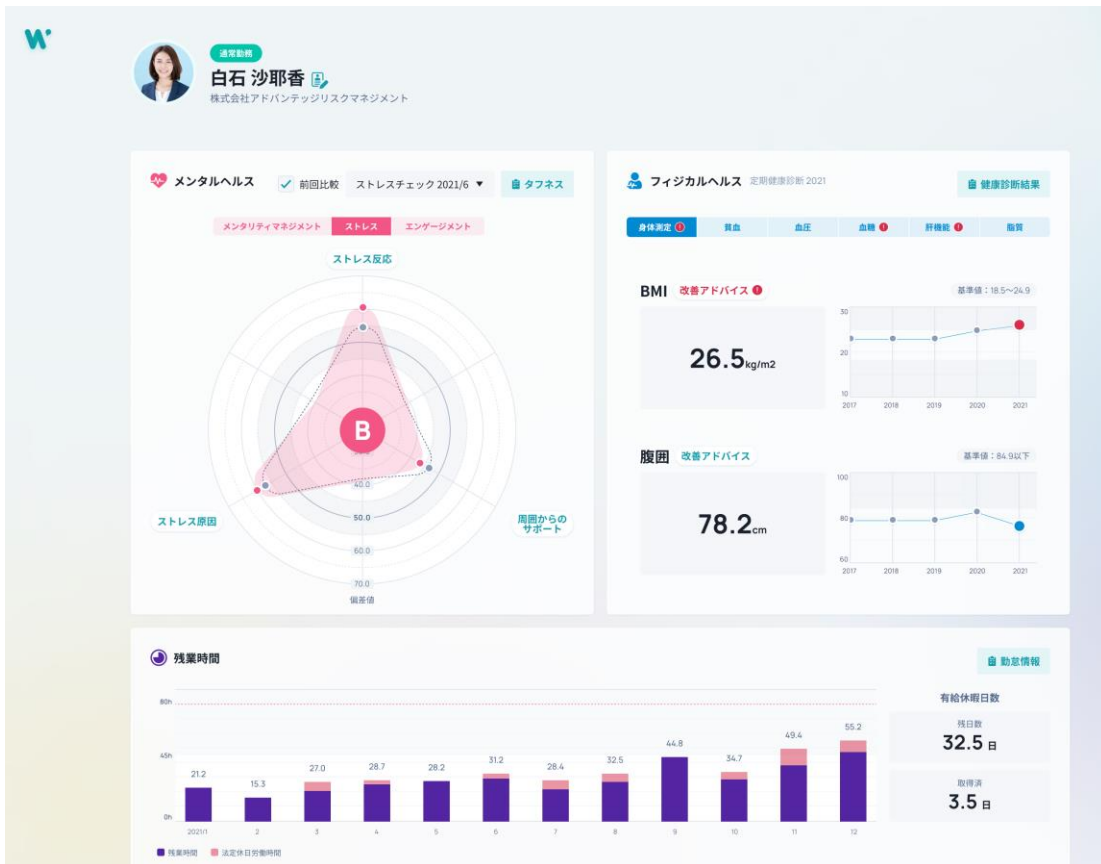 通常勤務
白石 沙耶香
株式会社アドバンテッジリスクマネジメント
メンタルヘルス
前回比較
ストレスチェック 2021/6 ▼
タフネス
メンタリティマネジメント
ストレス
エンゲージメント
ストレス反応
B
40.0
50.0
60.0
70.0
偏差値
ストレス原因
周囲からの
サポート
フィジカルヘルス 定期健康診断 2021
健康診断結果
身体測定
貧血
血圧
血糖
肝機能
脂質
BMI 改善アドバイス
基準値：18.5〜24.9
26.5kg/m2
30
20
10
2017 2018 2019 2020 2021
腹囲 改善アドバイス
基準値：84.9以下
78.2cm
100
80
60
2017 2018 2019 2020 2021
残業時間
勤怠情報
80h
45h
0h
21.2 15.3 27.0 28.7 28.2 31.2 28.4 32.5 44.8 34.7 49.4 55.2
2021/1 2 3 4 5 6 7 8 9 10 11 12
残業時間 法定休日労働時間
有給休暇日数
残日数
32.5 日
取得済
3.5 日